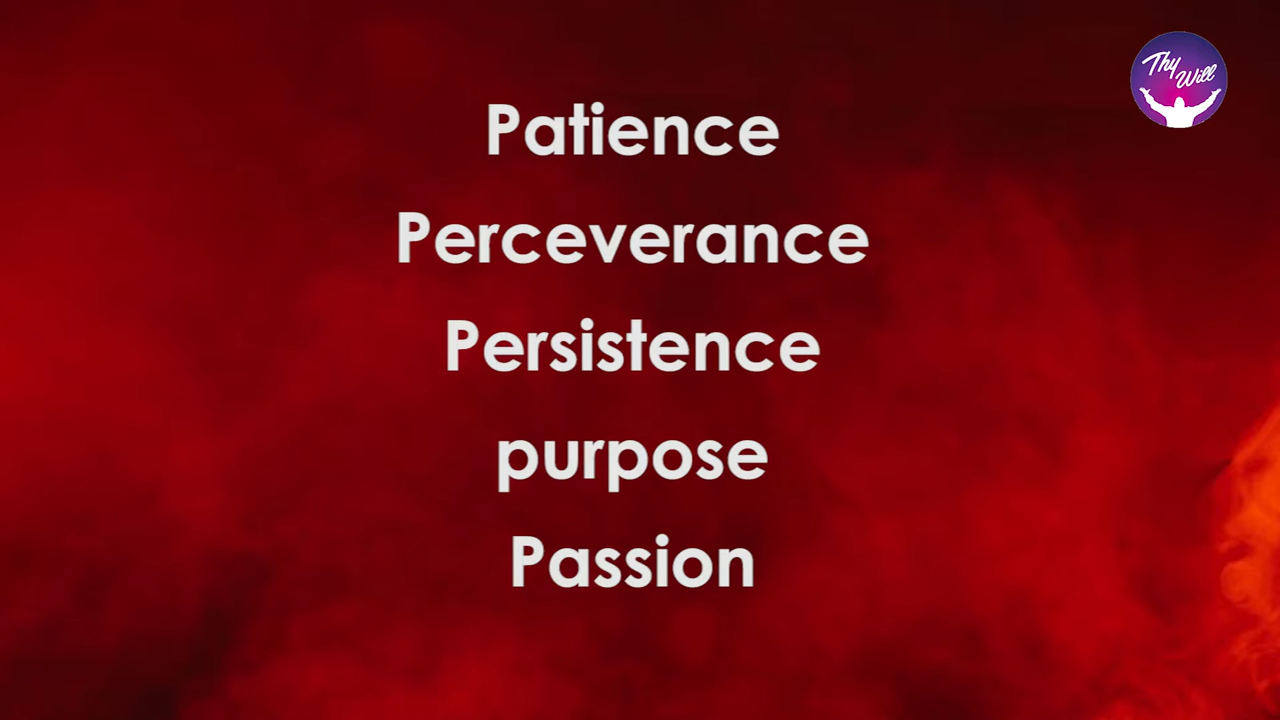 Thy Will
Patience
Perceverance
Persistence
purpose
Passion